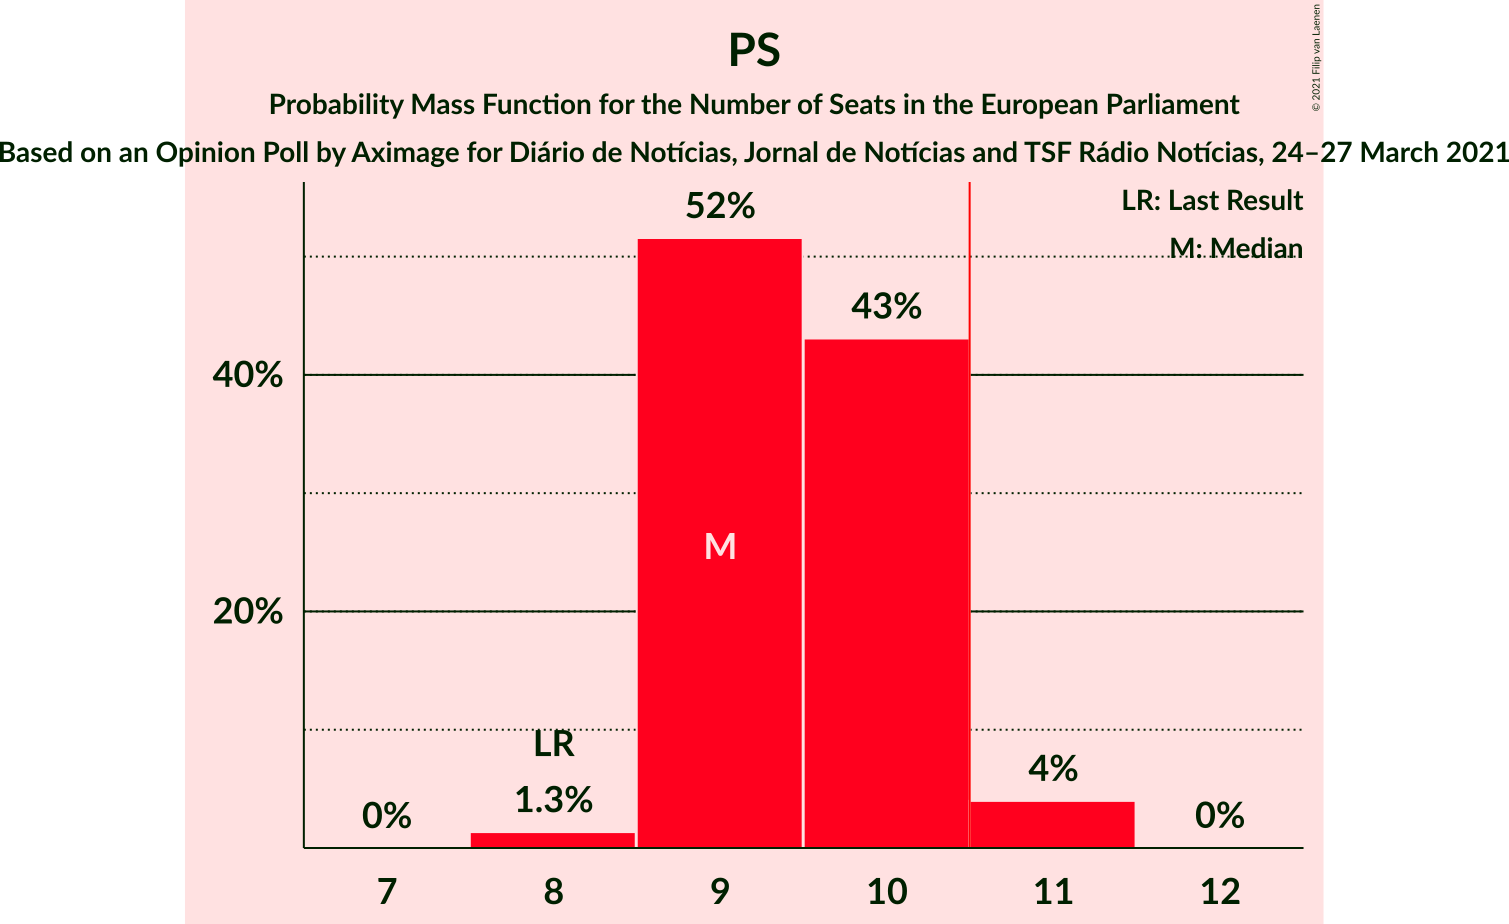 PS
Probability Mass Function for the Number of Seats in the European Parliament
Based on an Opinion Poll by Aximage for Diário de Notícias, Jornal de Notícias and TSF Rádio Notícias, 24–27 March 2021
© 2021 Filip van Laenen
LR: Last Result
M: Median
52%
43%
40%
M
20%
LR
4%
1.3%
0%
0%
7 8 9 10 11 12